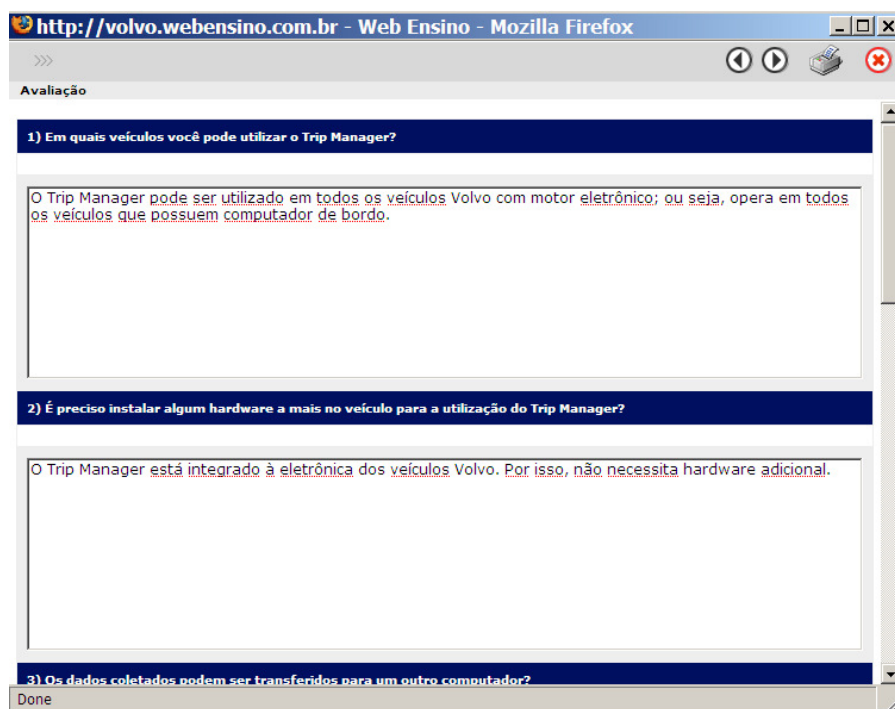 http://volvo.webensino.com.br - Web Ensino - Mozilla Firefox
>>>
Avaliação
1) Em quais veículos você pode utilizar o Trip Manager?
O Trip Manager pode ser utilizado em todos os veículos Volvo com motor eletrônico; ou seja, opera em todos
os veículos que possuem computador de bordo.
2) É preciso instalar algum hardware a mais no veículo para a utilização do Trip Manager?
O Trip Manager está integrado à eletrônica dos veículos Volvo. Por isso, não necessita hardware adicional.
3) Os dados coletados podem ser transferidos para um outro computador?
Done